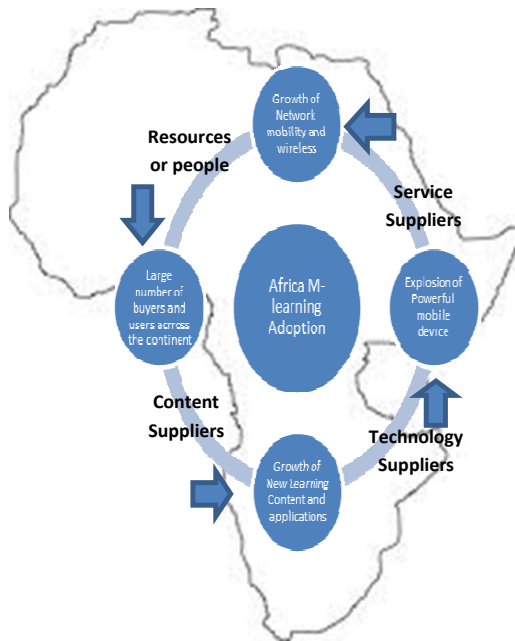 Growth of
Network
mobility and
wireless
Resources
or people
Service
Suppliers
Large
number of
buyers and
users across
the continent
Africa M-
learning
Adoption
Explosion of
Powerful
mobile
device
Content
Suppliers
Technology
Suppliers
Growth of
New Learning
Content and
applications